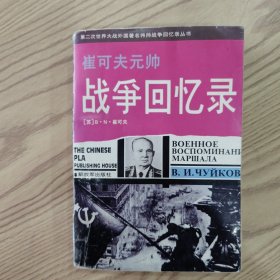 第二次世界大战外国著名将帅战争回忆录丛书
崔可夫元帅
战争回忆录
[苏] В·И·崔可夫
THE CHINESE
PLA
PUBLISHING HOUSE
解放军出版社
ВОЕННОЕ
ВОСПОМИНАНИ
МАРШАЛА
В. И. ЧУЙКОВ